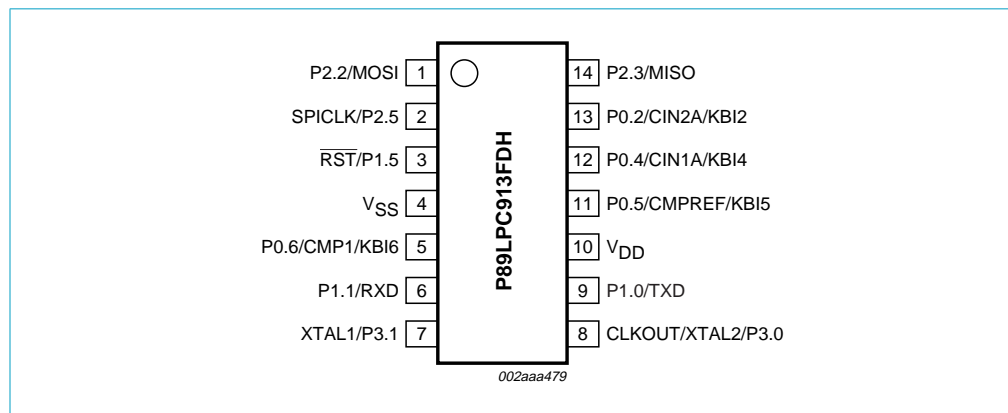 P2.2/MOSI 1 14 P2.3/MISO
SPICLK/P2.5 2 13 P0.2/CIN2A/KBI2
RST/P1.5 3 12 P0.4/CIN1A/KBI4
VSS 4 11 P0.5/CMPREF/KBI5
P0.6/CMP1/KBI6 5 10 VDD
P1.1/RXD 6 9 P1.0/TXD
XTAL1/P3.1 7 8 CLKOUT/XTAL2/P3.0
P89LPC913FDH
002aaa479